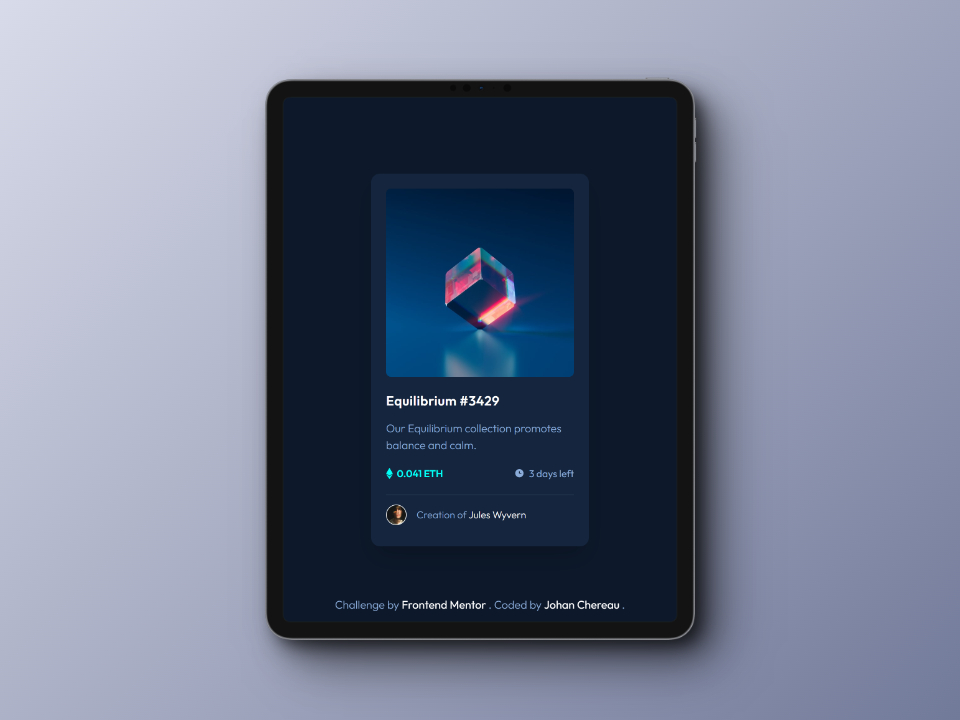 Equilibrium #3429
Our Equilibrium collection promotes
balance and calm.
0.041 ETH
3 days left
Creation of Jules Wyvern
Challenge by Frontend Mentor . Coded by Johan Chereau .